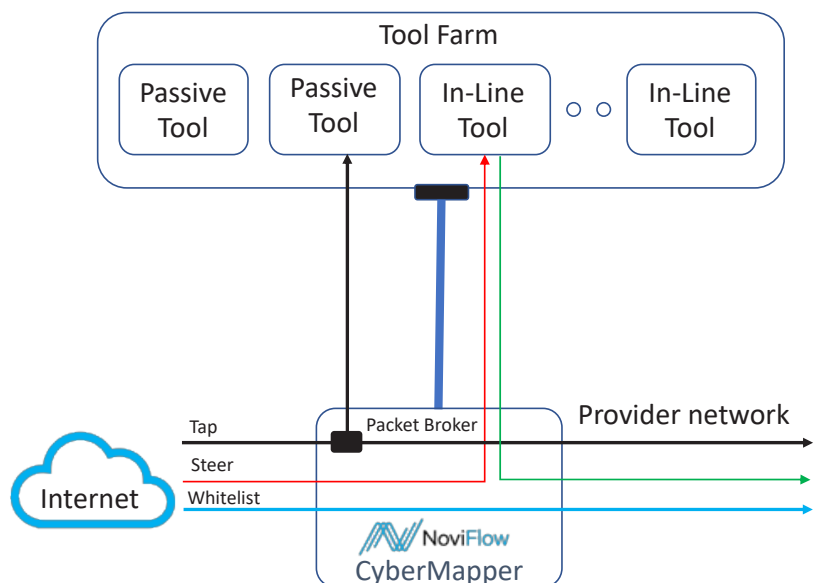 Tool Farm
Passive
Tool
Passive
Tool
In-Line
Tool
In-Line
Tool
Provider network
Tap
Packet Broker
Steer
Internet
Whitelist
NoviFlow
CyberMapper